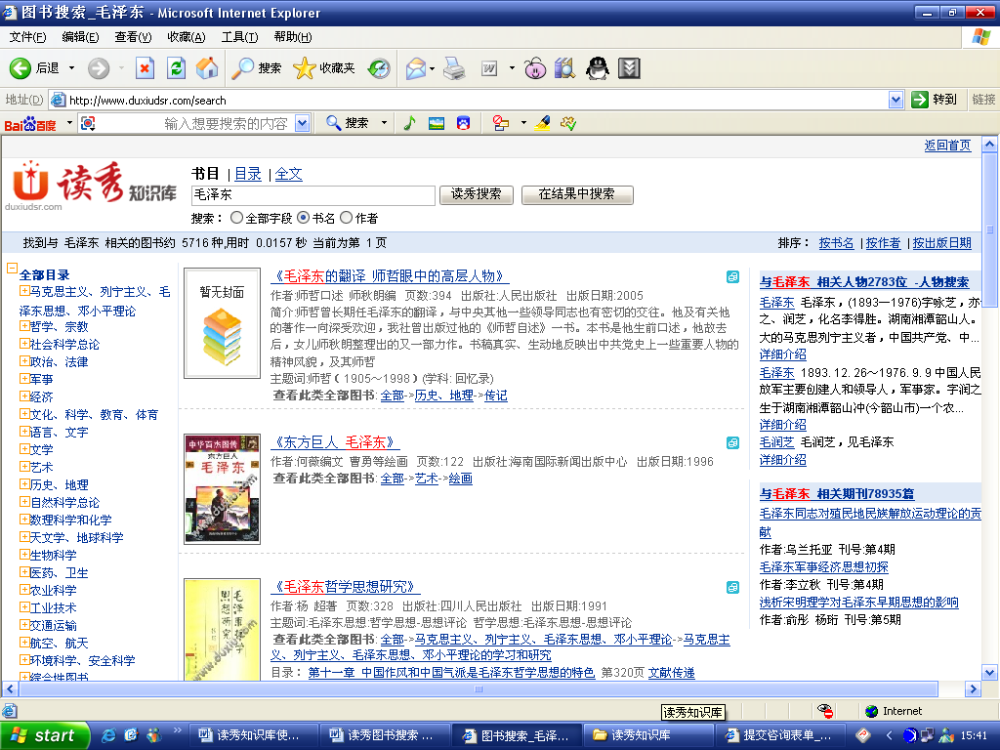 图书搜索_毛泽东 - Microsoft Internet Explorer
文件(F) 编辑(E) 查看(V) 收藏(A) 工具(T) 帮助(H)
后退 搜索 收藏夹
地址(D) http://www.duxiudsr.com/search 转到 链接
Bai百度 输入想要搜索的内容 搜索
返回首页
读秀知识库
duxiudsr.com
书目 | 目录 | 全文
毛泽东 读秀搜索 在结果中搜索
搜索： 全部字段 书名 作者
找到与 毛泽东 相关的图书约 5716 种,用时 0.0157 秒 当前为第 1 页 排序： 按书名 | 按作者 | 按出版日期
全部目录
马克思主义、列宁主义、毛
泽东思想、邓小平理论
哲学、宗教
社会科学总论
政治、法律
军事
经济
文化、科学、教育、体育
语言、文字
文学
艺术
历史、地理
自然科学总论
数理科学和化学
天文学、地球科学
生物科学
医药、卫生
农业科学
工业技术
交通运输
航空、航天
环境科学、安全科学
综合性图书
暂无封面
《毛泽东的翻译 师哲眼中的高层人物》
作者:师哲口述 师秋朗编 页数:394 出版社:人民出版社 出版日期:2005
简介:师哲曾长期任毛泽东的翻译，与中央其他一些领导同志也有密切的交往。他及有关他
的著作一向深受欢迎，我社曾出版过他的《师哲自述》一书。本书是他生前口述，他故去
后，女儿师秋朗整理出的又一部力作。书稿真实、生动地反映出中共党史上一些重要人物的
精神风貌，及其师哲
主题词:师哲（1905～1998）(学科: 回忆录)
查看此类全部图书: 全部->历史、地理->传记
中华百杰图传
东方巨人
毛泽东
www.duxiu.com
《东方巨人 毛泽东》
作者:何薇编文 曹勇等绘画 页数:122 出版社:海南国际新闻出版中心 出版日期:1996
查看此类全部图书: 全部->艺术->绘画
毛泽东哲学
思想研究
www.duxiu.com
《毛泽东哲学思想研究》
作者:杨 超著 页数:328 出版社:四川人民出版社 出版日期:1991
主题词:毛泽东思想:哲学思想-思想评论 哲学思想:毛泽东思想-思想评论
查看此类全部图书: 全部->马克思主义、列宁主义、毛泽东思想、邓小平理论->马克思主
义、列宁主义、毛泽东思想、邓小平理论的学习和研究
目录： 第十一章 中国作风和中国气派是毛泽东哲学思想的特色 第320页 文献传递
与毛泽东 相关人物2783位 -人物搜索
毛泽东 毛泽东，(1893—1976)字咏芝，亦
之、润芝，化名李得胜。湖南湘潭韶山人。
大的马克思列宁主义者，中国共产党、中...
详细介绍
毛泽东 1893.12.26～1976.9.9 中国人民
放军主要创建人和领导人，军事家。字润之
生于湖南湘潭韶山冲(今韶山市)一个农...
详细介绍
毛润芝 毛润芝，见毛泽东
详细介绍
与毛泽东 相关期刊78935篇
毛泽东同志对殖民地民族解放运动理论的贡
献
作者:乌兰托亚 刊号:第4期
毛泽东军事经济思想初探
作者:李立秋 刊号:第4期
浅析宋明理学对毛泽东早期思想的影响
作者:俞彤 杨珩 刊号:第5期
读秀知识库 Internet
start 读秀知识库使... 读秀图书搜索 ... 图书搜索_毛泽... 读秀知识库 提交咨询表单_... 15:41